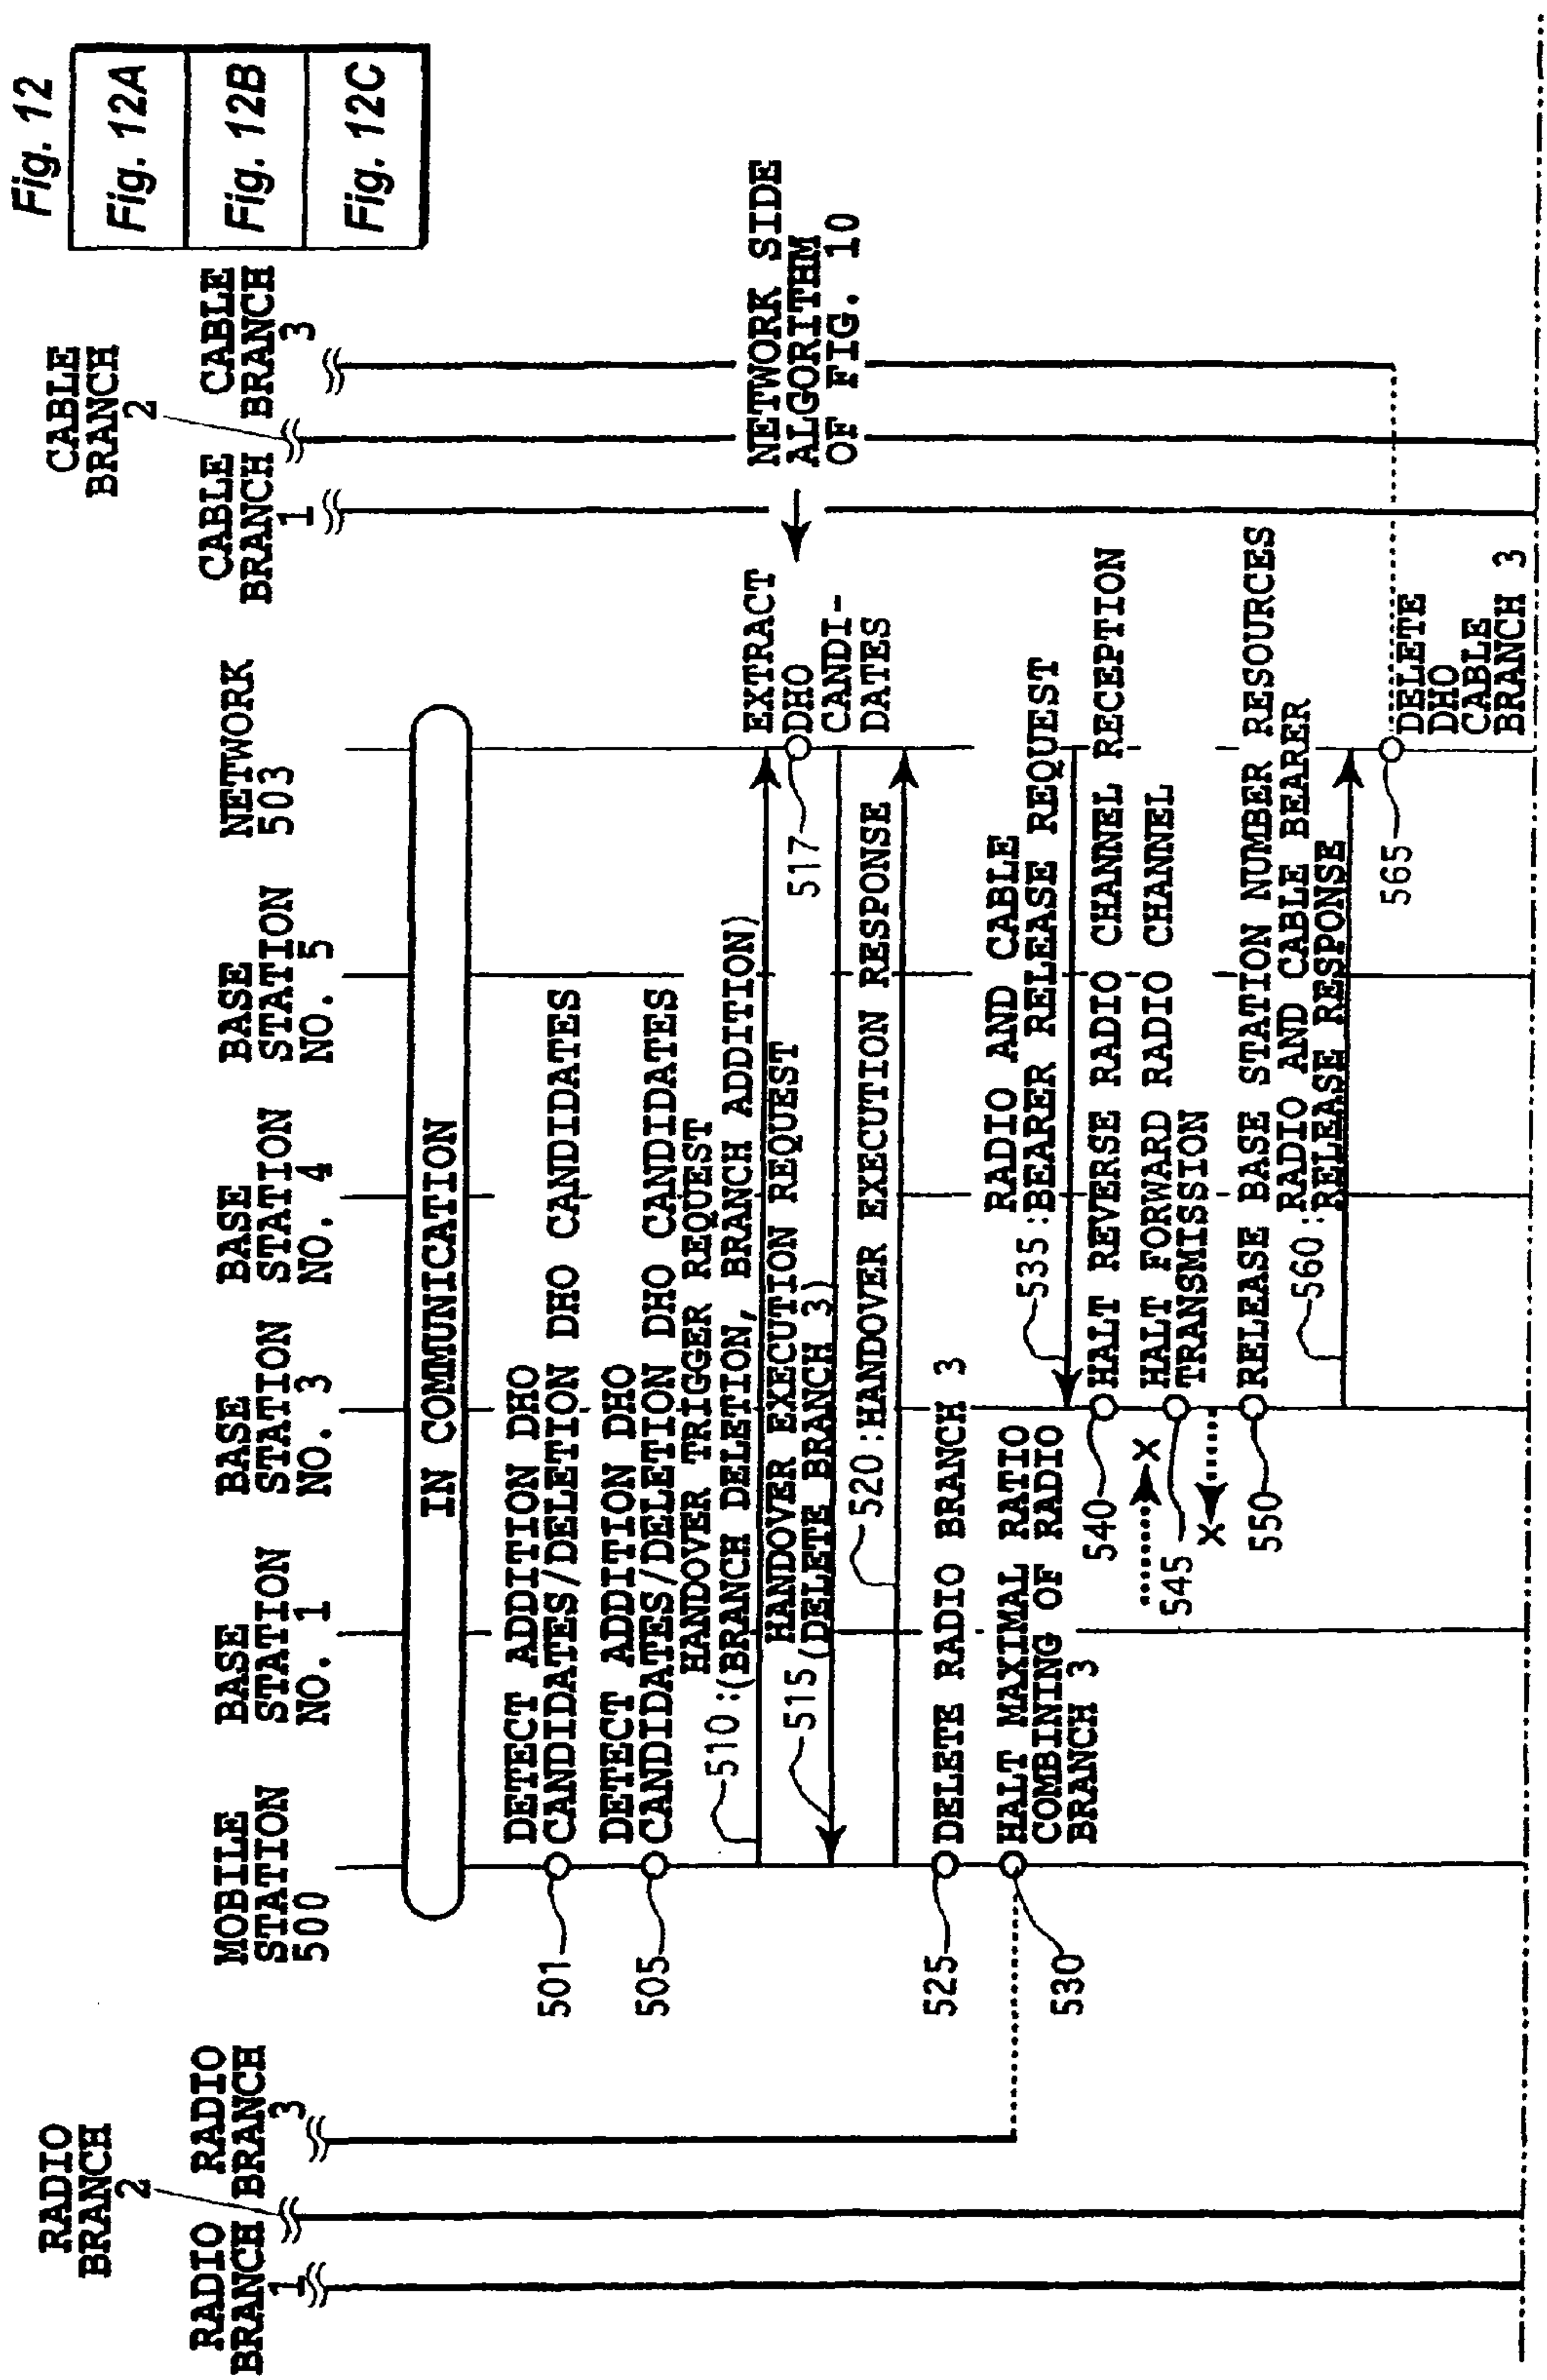 Fig. 12
Fig. 12A
Fig. 12B
Fig. 12C
RADIO
BRANCH
2
RADIO
BRANCH
1
RADIO
BRANCH
3
MOBILE
STATION
500
BASE
STATION
NO. 1
BASE
STATION
NO. 3
BASE
STATION
NO. 4
BASE
STATION
NO. 5
NETWORK
503
CABLE
BRANCH
1
CABLE
BRANCH
2
CABLE
BRANCH
3
IN COMMUNICATION
501
DETECT ADDITION DHO
CANDIDATES/DELETION DHO CANDIDATES
505
DETECT ADDITION DHO
CANDIDATES/DELETION DHO CANDIDATES
HANDOVER TRIGGER REQUEST
510:(BRANCH DELETION, BRANCH ADDITION)
EXTRACT
DHO
CANDI-
DATES
517
NETWORK SIDE
ALGORITHM
OF FIG. 10
HANDOVER EXECUTION REQUEST
515(DELETE BRANCH 3)
520:HANDOVER EXECUTION RESPONSE
525
DELETE RADIO BRANCH 3
530
HALT MAXIMAL RATIO
COMBINING OF RADIO
BRANCH 3
RADIO AND CABLE
535:BEARER RELEASE REQUEST
540
HALT REVERSE RADIO CHANNEL RECEPTION
X
545
HALT FORWARD RADIO CHANNEL
TRANSMISSION
X
550
RELEASE BASE STATION NUMBER RESOURCES
RADIO AND CABLE BEARER
560:RELEASE RESPONSE
565
DELETE
DHO
CABLE
BRANCH 3